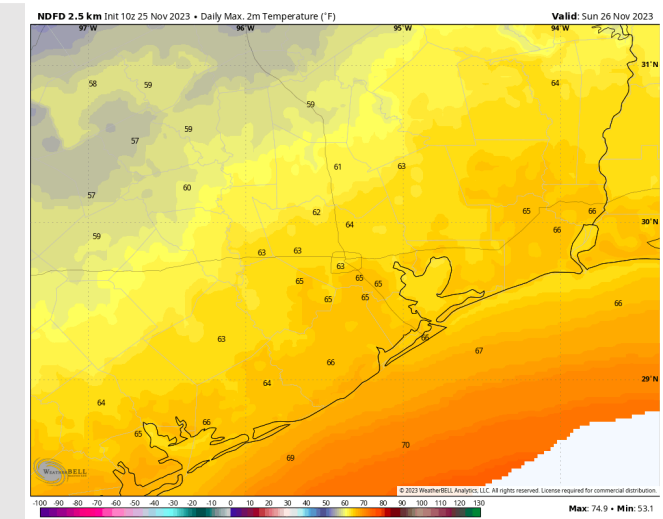 NDFD 2.5 km Init 10z 25 Nov 2023 • Daily Max. 2m Temperature (°F)
Valid: Sun 26 Nov 2023
97°W 96°W 95°W 94°W
31°N
58 59 64
59
59
57
61 63
60
57
62 65 66
64 66 30°N
59
63 63
63
65 65 65
65 65
66
63 66 67
66
29°N
64
64
66
65
70
69
WEATHERBELL
© 2023 WeatherBELL Analytics, LLC. All rights reserved. License required for commercial distribution.
-100 -90 -80 -70 -60 -50 -40 -30 -20 -10 0 10 20 30 40 50 60 70 80 90 100 110 120 130
Max: 74.9 • Min: 53.1